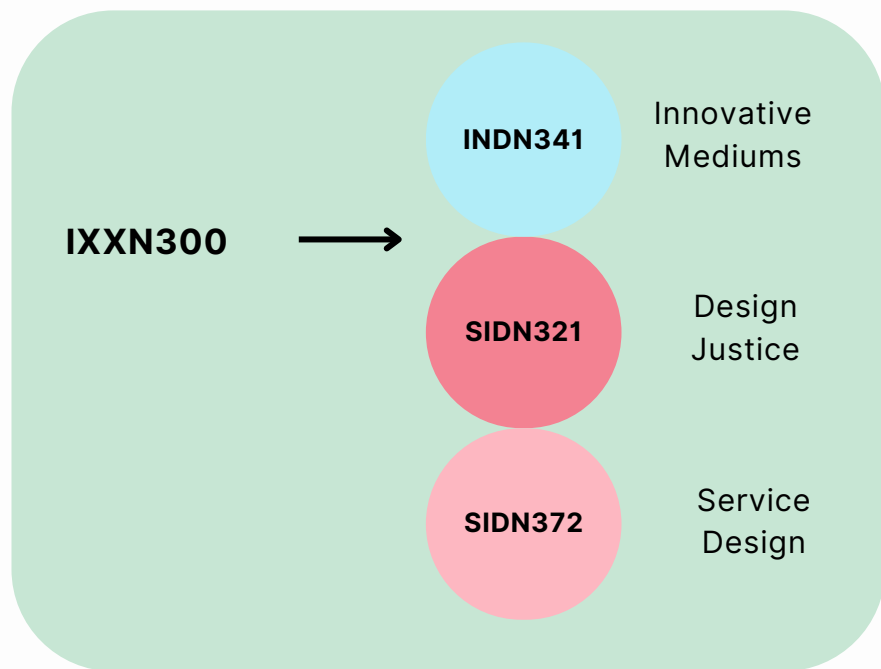 INDN341
Innovative
Mediums
IXXN300
SIDN321
Design
Justice
SIDN372
Service
Design